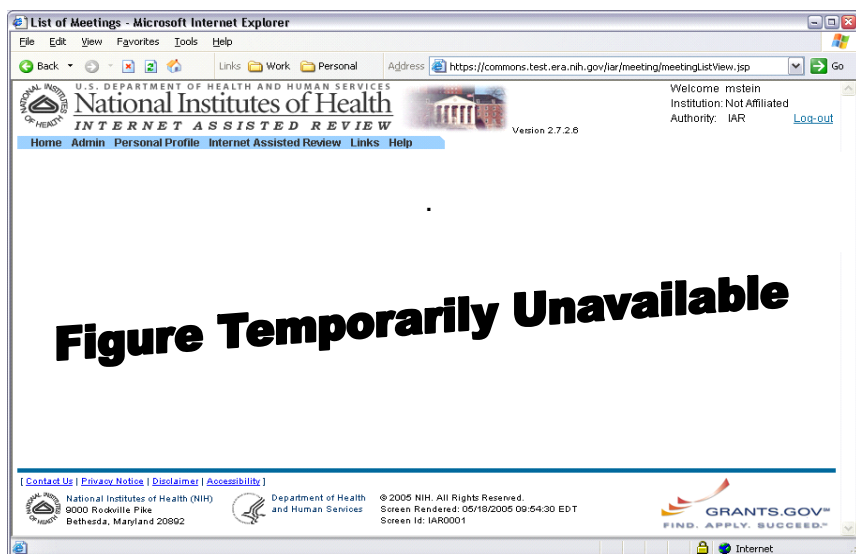 List of Meetings - Microsoft Internet Explorer
File Edit View Favorites Tools Help
Back Links Work Personal Address https://commons.test.era.nih.gov/iar/meeting/meetingListView.jsp Go
U.S. DEPARTMENT OF HEALTH AND HUMAN SERVICES
National Institutes of Health
INTERNET ASSISTED REVIEW
Version 2.7.2.6
Welcome mstein
Institution: Not Affiliated
Authority: IAR Log-out
Home Admin Personal Profile Internet Assisted Review Links Help
.
Figure Temporarily Unavailable
[ Contact Us | Privacy Notice | Disclaimer | Accessibility ]
National Institutes of Health (NIH)
9000 Rockville Pike
Bethesda, Maryland 20892
Department of Health
and Human Services
© 2005 NIH. All Rights Reserved.
Screen Rendered: 05/18/2005 09:54:30 EDT
Screen Id: IAR0001
GRANTS.GOV℠
FIND. APPLY. SUCCEED.℠
Internet